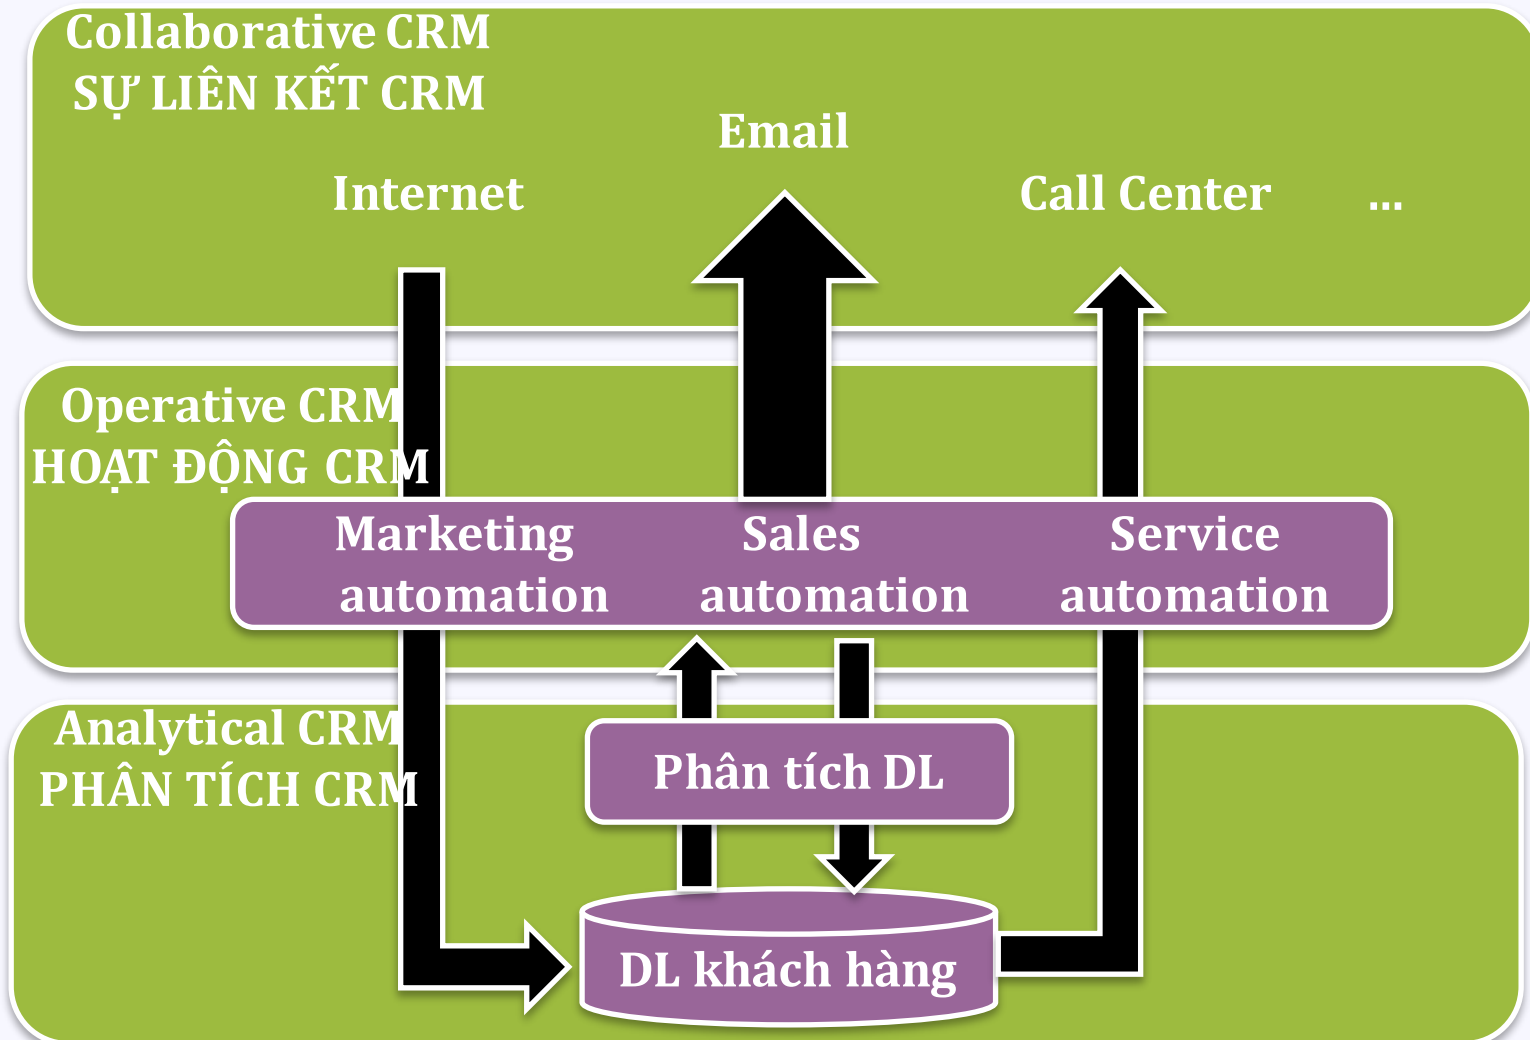 Collaborative CRM
SỰ LIÊN KẾT CRM
Email
Internet
Call Center
...
Operative CRM
HOẠT ĐỘNG CRM
Marketing
automation
Sales
automation
Service
automation
Analytical CRM
PHÂN TÍCH CRM
Phân tích DL
DL khách hàng